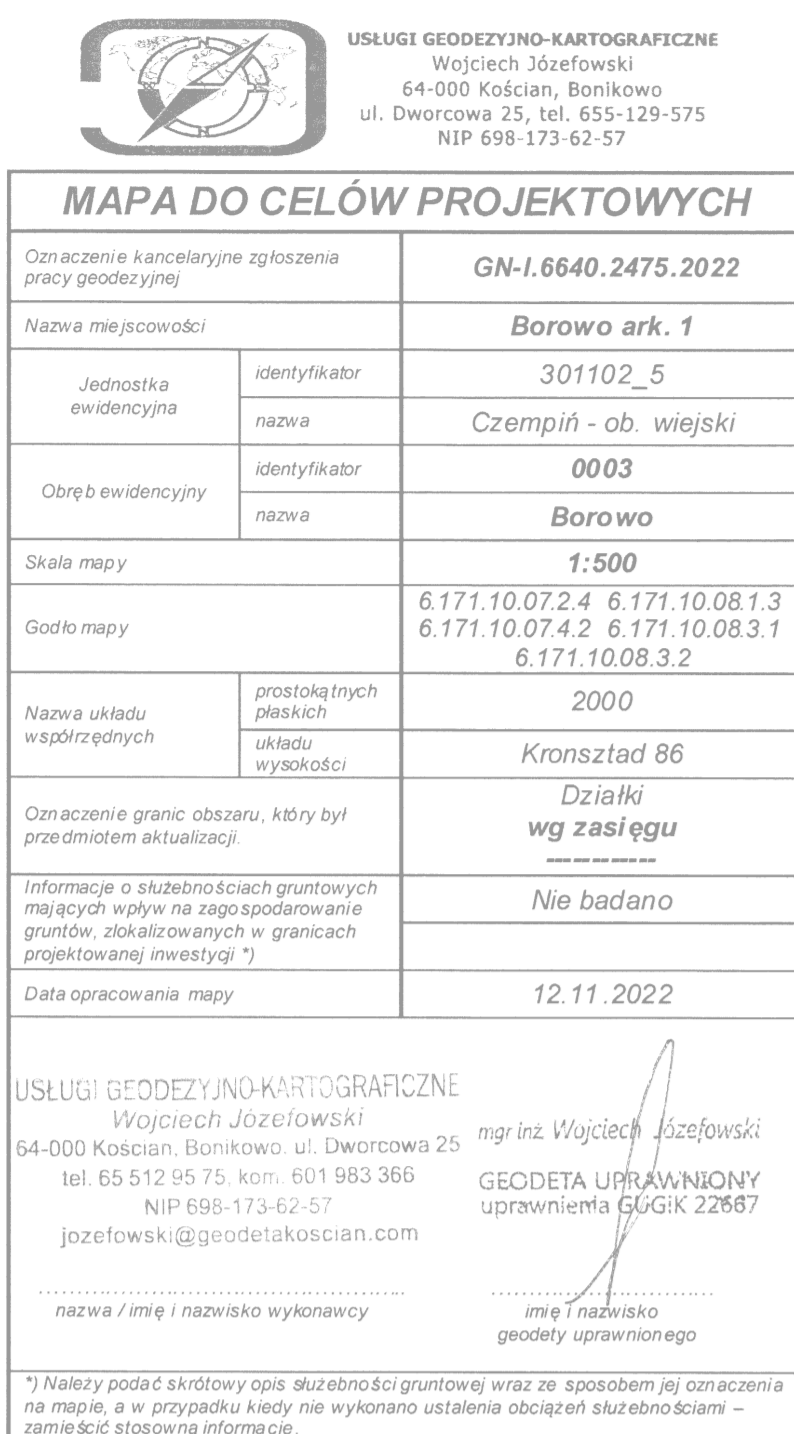 USŁUGI GEODEZYJNO-KARTOGRAFICZNE
Wojciech Józefowski
64-000 Kościan, Bonikowo
ul. Dworcowa 25, tel. 655-129-575
NIP 698-173-62-57
MAPA DO CELÓW PROJEKTOWYCH
Oznaczenie kancelaryjne zgłoszenia
pracy geodezyjnej
GN-I.6640.2475.2022
Nazwa miejscowości
Borowo ark. 1
Jednostka
ewidencyjna
identyfikator
301102_5
nazwa
Czempiń - ob. wiejski
Obręb ewidencyjny
identyfikator
0003
nazwa
Borowo
Skala mapy
1:500
Godło mapy
6.171.10.07.2.4 6.171.10.08.1.3
6.171.10.07.4.2 6.171.10.08.3.1
6.171.10.08.3.2
Nazwa układu
współrzędnych
prostokątnych
płaskich
2000
układu
wysokości
Kronsztad 86
Oznaczenie granic obszaru, który był
przedmiotem aktualizacji.
Działki
wg zasięgu
------------
Informacje o służebnościach gruntowych
mających wpływ na zagospodarowanie
gruntów, zlokalizowanych w granicach
projektowanej inwestycji *)
Nie badano
Data opracowania mapy
12.11.2022
USŁUGI GEODEZYJNO-KARTOGRAFICZNE
Wojciech Józefowski
64-000 Kościan, Bonikowo. ul. Dworcowa 25
tel. 65 512 95 75, kom. 601 983 366
NIP 698-173-62-57
jozefowski@geodetakoscian.com
nazwa / imię i nazwisko wykonawcy
mgr inż. Wojciech Józefowski
GEODETA UPRAWNIONY
uprawnienia GUGiK 22667
imię i nazwisko
geodety uprawnionego
*) Należy podać skrótowy opis służebności gruntowej wraz ze sposobem jej oznaczenia
na mapie, a w przypadku kiedy nie wykonano ustalenia obciążeń służebnościami –
zamieścić stosowną informację.